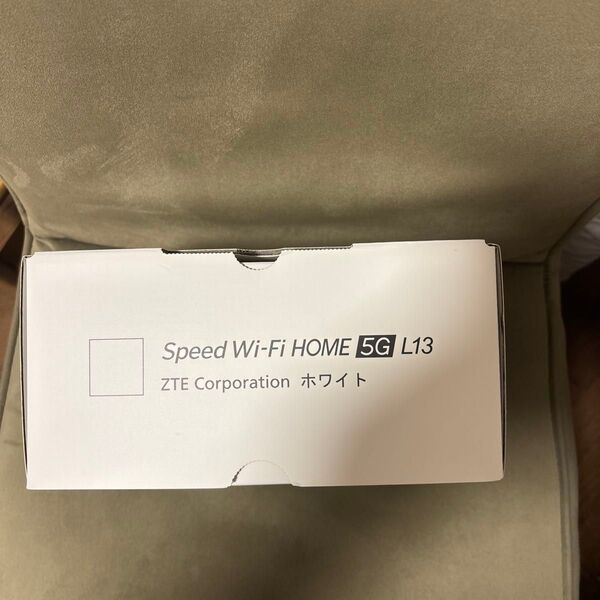 Speed Wi-Fi HOME 5G L13
ZTE Corporation ホワイト